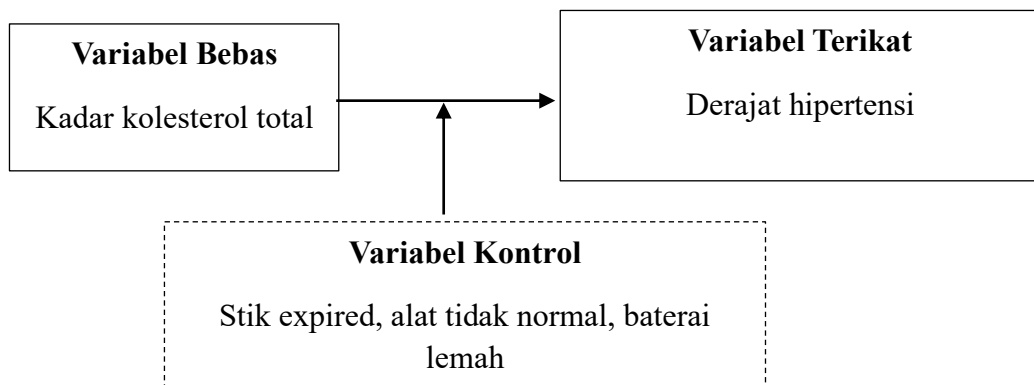 Variabel Bebas
Kadar kolesterol total
Variabel Terikat
Derajat hipertensi
Variabel Kontrol
Stik expired, alat tidak normal, baterai
lemah